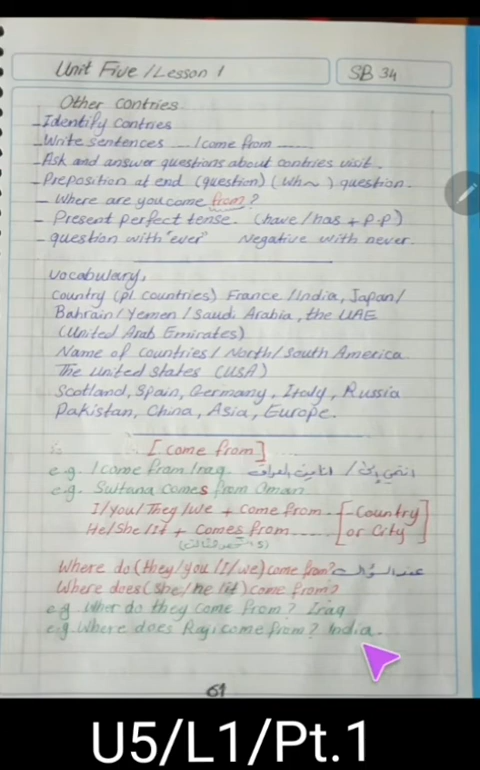 Unit Five / Lesson 1
SB 34
Other contries
- Identify contries
- Write sentences ..... I come from ......
- Ask and answer questions about contries visit.
- Preposition at end (question) (Wh~) question.
- Where are you come from?
- Present perfect tense. (have/has + p.p)
- question with "ever" Negative with never.
Vocabulary,
Country (pl. countries) France / India, Japan /
Bahrain / Yemen / Saudi Arabia, the UAE
(United Arab Emirates)
Name of countries / North / South America
The United States (USA)
Scotland, Spain, Germany, Italy, Russia
Pakistan, China, Asia, Europe.
[come from]
e.g. I come from Iraq. انا من العراق / انتمي الى
e.g. Sultana comes from Oman
I/you/They/we + come from. [Country
He/She/It + Comes from ...... or City]
Where do (they/you/I/we) come from? عند السؤال
Where does (she/he/it) come from?
e.g Wher do they come from? Iraq
e.g. Where does Raji come from? India.
61
U5/L1/Pt.1